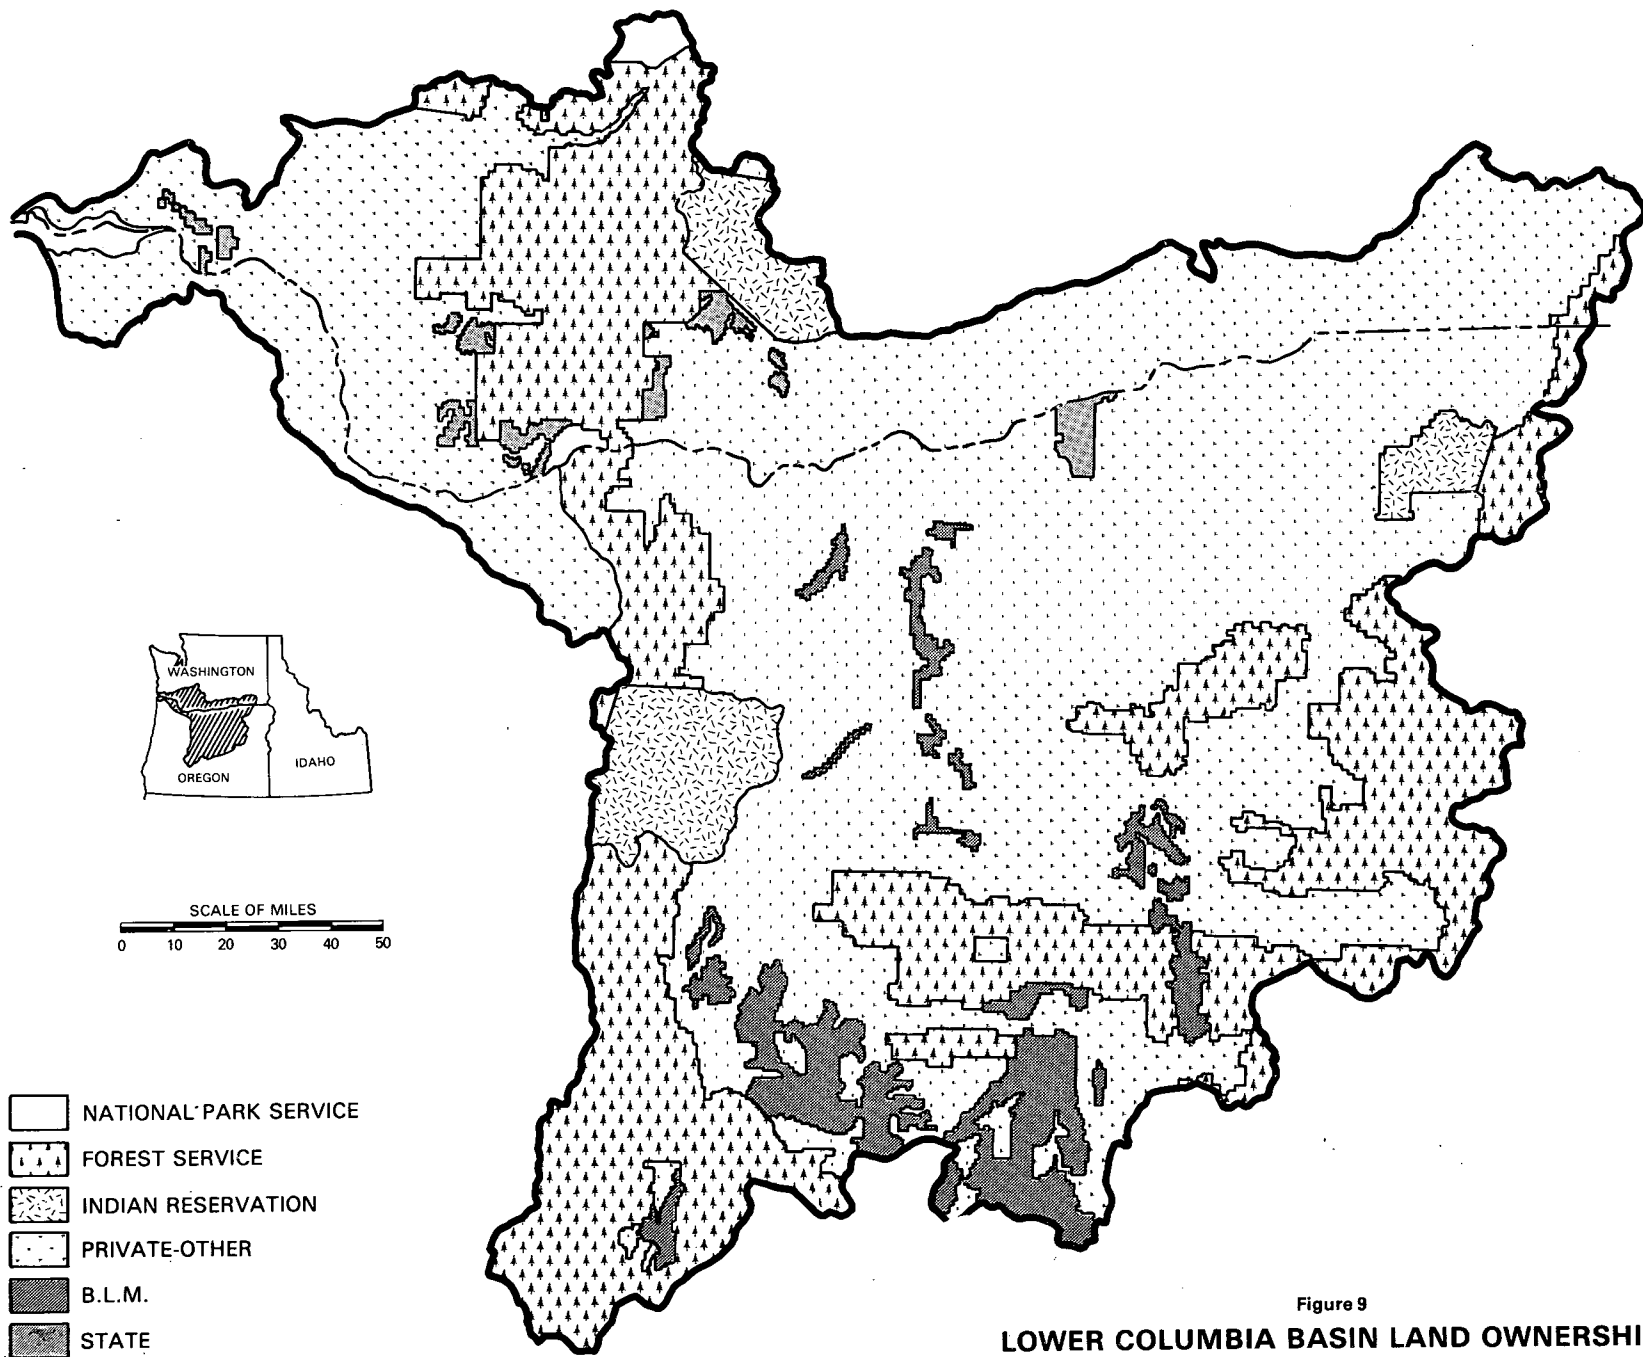 WASHINGTON
OREGON
IDAHO
SCALE OF MILES
0 10 20 30 40 50
NATIONAL PARK SERVICE
FOREST SERVICE
INDIAN RESERVATION
PRIVATE-OTHER
B.L.M.
STATE
Figure 9
LOWER COLUMBIA BASIN LAND OWNERSHI